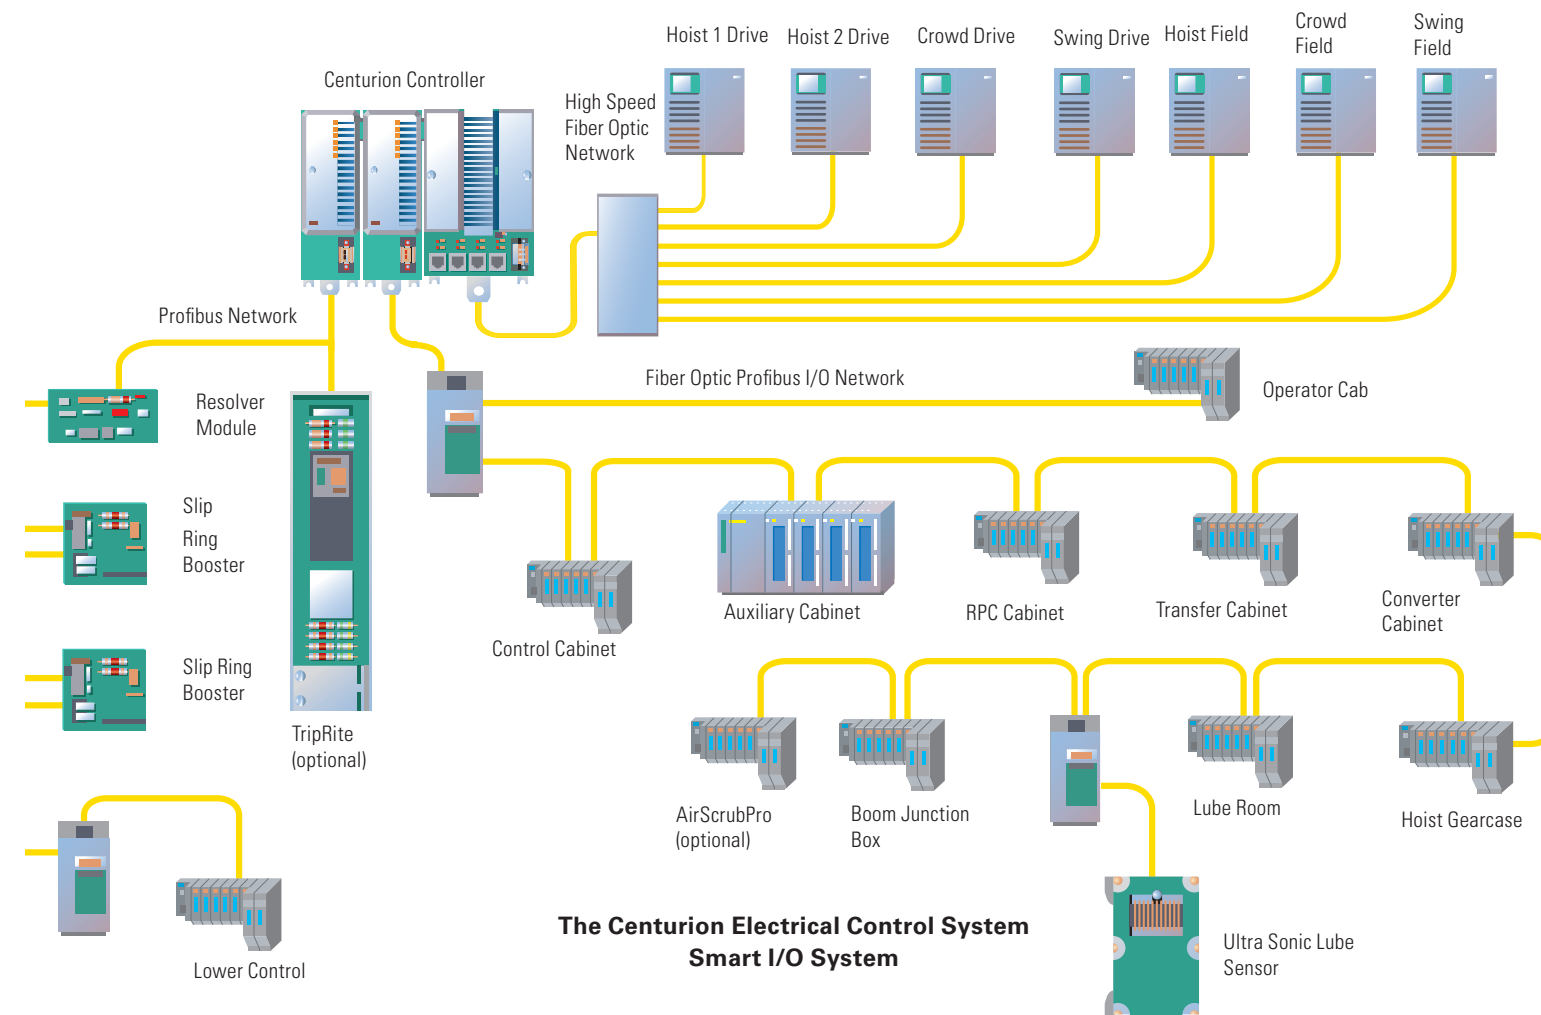 Hoist 1 Drive
Hoist 2 Drive
Crowd Drive
Swing Drive
Hoist Field
Crowd
Field
Swing
Field
Centurion Controller
High Speed
Fiber Optic
Network
Profibus Network
Resolver
Module
Fiber Optic Profibus I/O Network
Operator Cab
Slip
Ring
Booster
Slip Ring
Booster
TripRite
(optional)
Control Cabinet
Auxiliary Cabinet
RPC Cabinet
Transfer Cabinet
Converter
Cabinet
AirScrubPro
(optional)
Boom Junction
Box
Lube Room
Hoist Gearcase
Lower Control
The Centurion Electrical Control System
Smart I/O System
Ultra Sonic Lube
Sensor